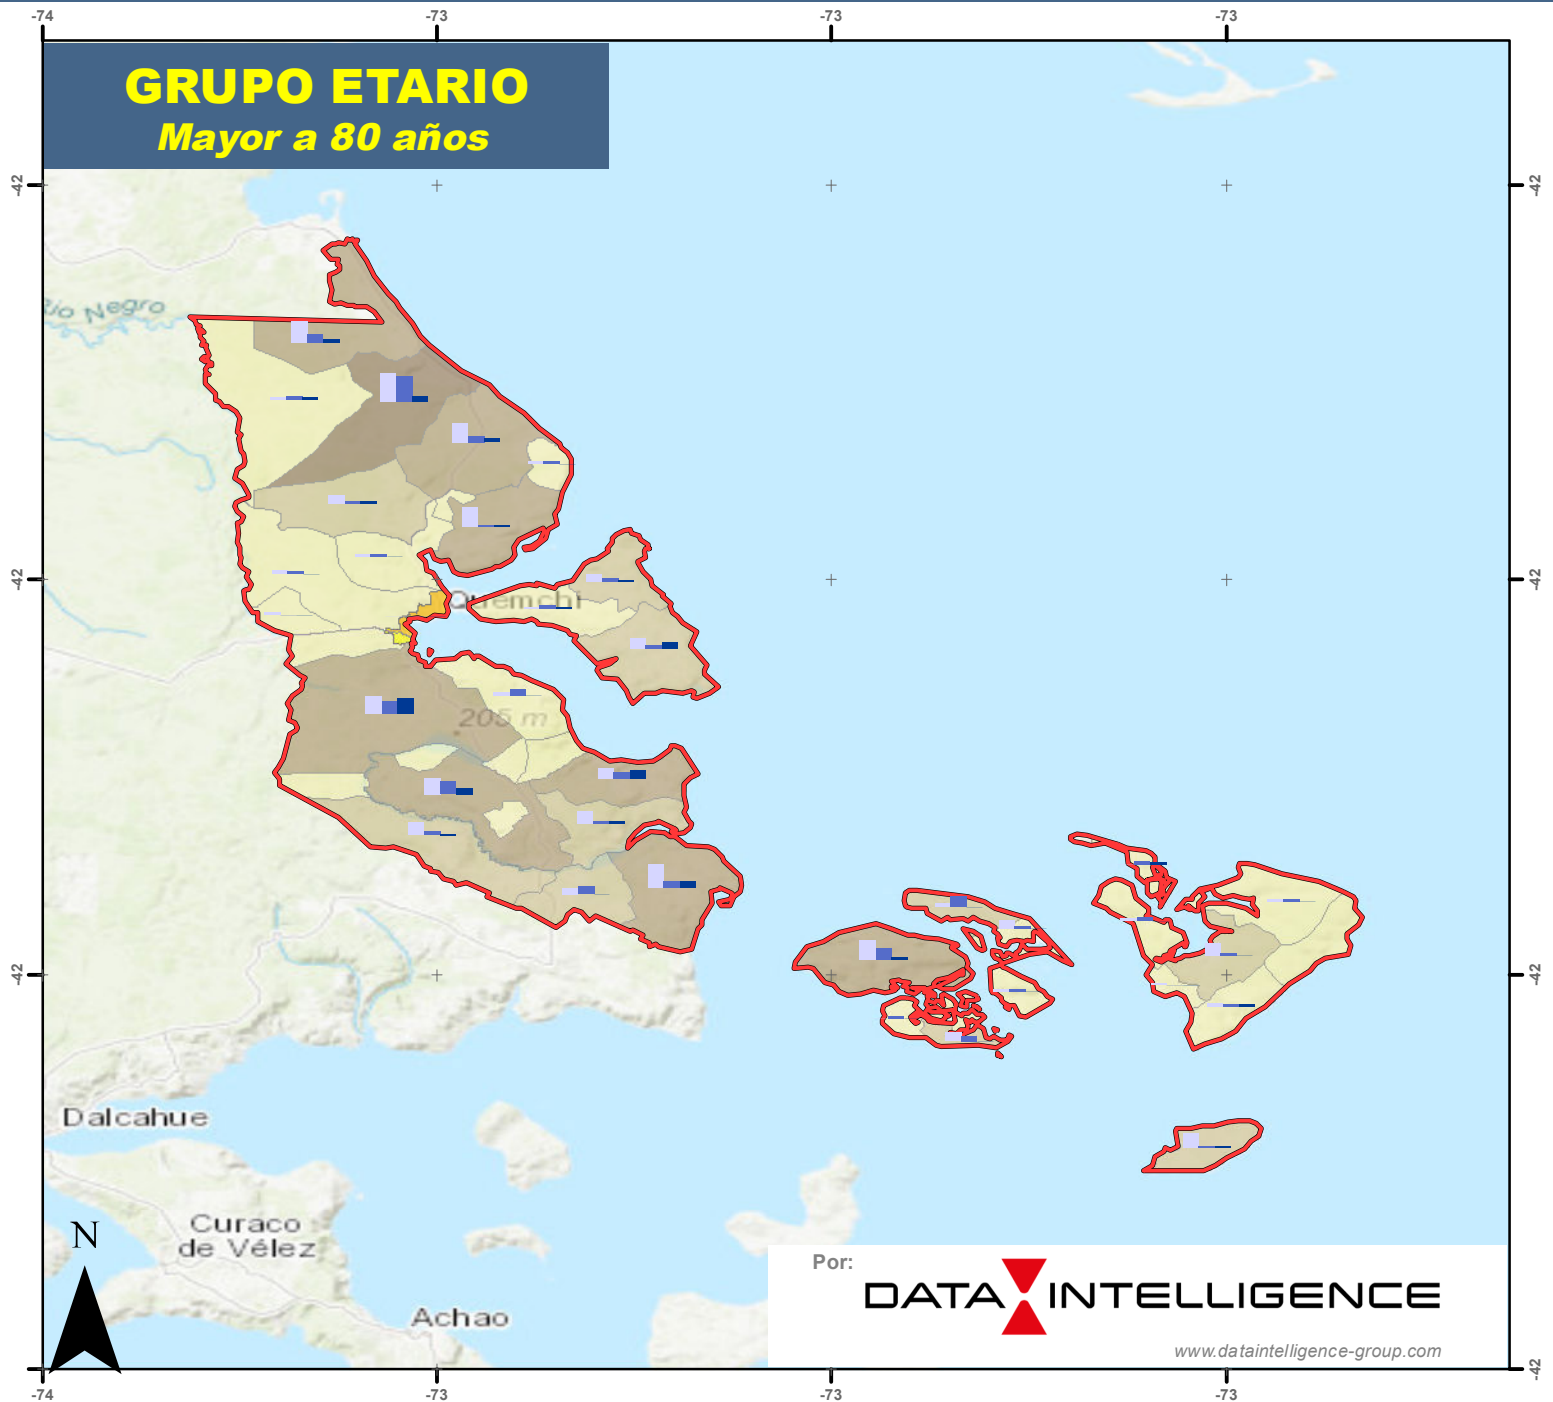 -74 -73 -73 -73
GRUPO ETARIO
Mayor a 80 años
-42 -42
Río Negro
-42 -42
Quemchi
205 m
-42 -42
Dalcahue
Curaco
de Vélez
Achao
N
Por:
DATA INTELLIGENCE
www.dataintelligence-group.com
-42
-74 -73 -73 -73